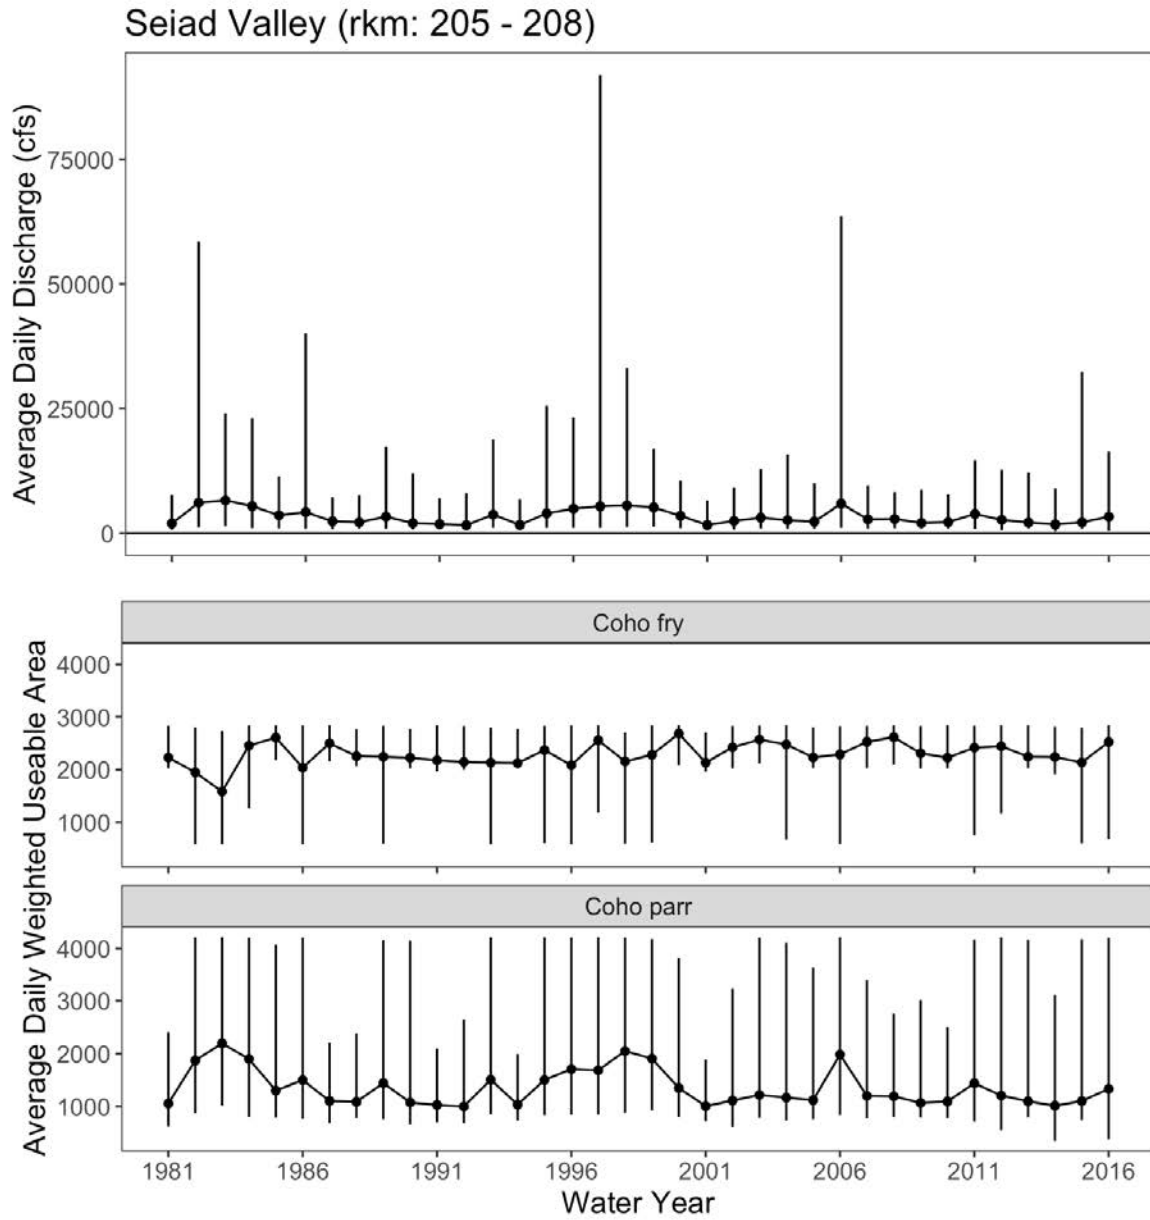 Seiad Valley (rkm: 205 - 208)
Average Daily Discharge (cfs)
75000
50000
25000
0
Average Daily Weighted Useable Area
Coho fry
4000
3000
2000
1000
Coho parr
4000
3000
2000
1000
1981 1986 1991 1996 2001 2006 2011 2016
Water Year